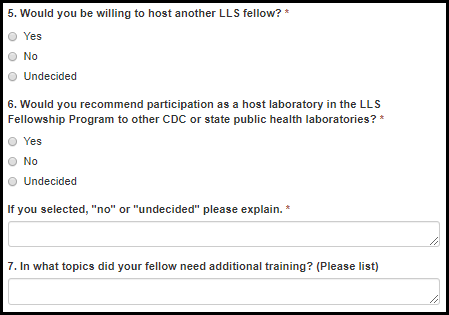 5. Would you be willing to host another LLS fellow? *
Yes
No
Undecided
6. Would you recommend participation as a host laboratory in the LLS
Fellowship Program to other CDC or state public health laboratories? *
Yes
No
Undecided
If you selected, "no" or "undecided" please explain. *
7. In what topics did your fellow need additional training? (Please list)